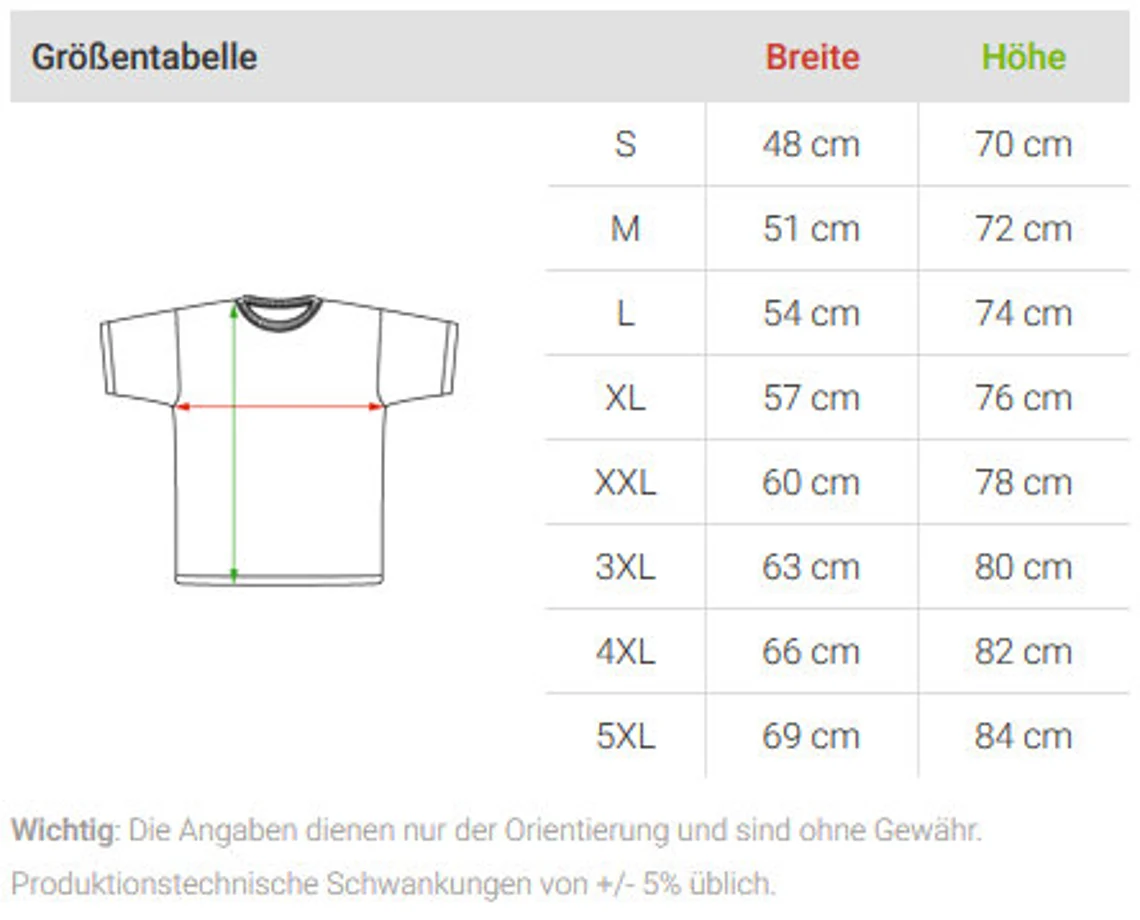 Größentabelle Breite Höhe
S 48 cm 70 cm
M 51 cm 72 cm
L 54 cm 74 cm
XL 57 cm 76 cm
XXL 60 cm 78 cm
3XL 63 cm 80 cm
4XL 66 cm 82 cm
5XL 69 cm 84 cm
Wichtig: Die Angaben dienen nur der Orientierung und sind ohne Gewähr.
Produktionstechnische Schwankungen von +/- 5% üblich.